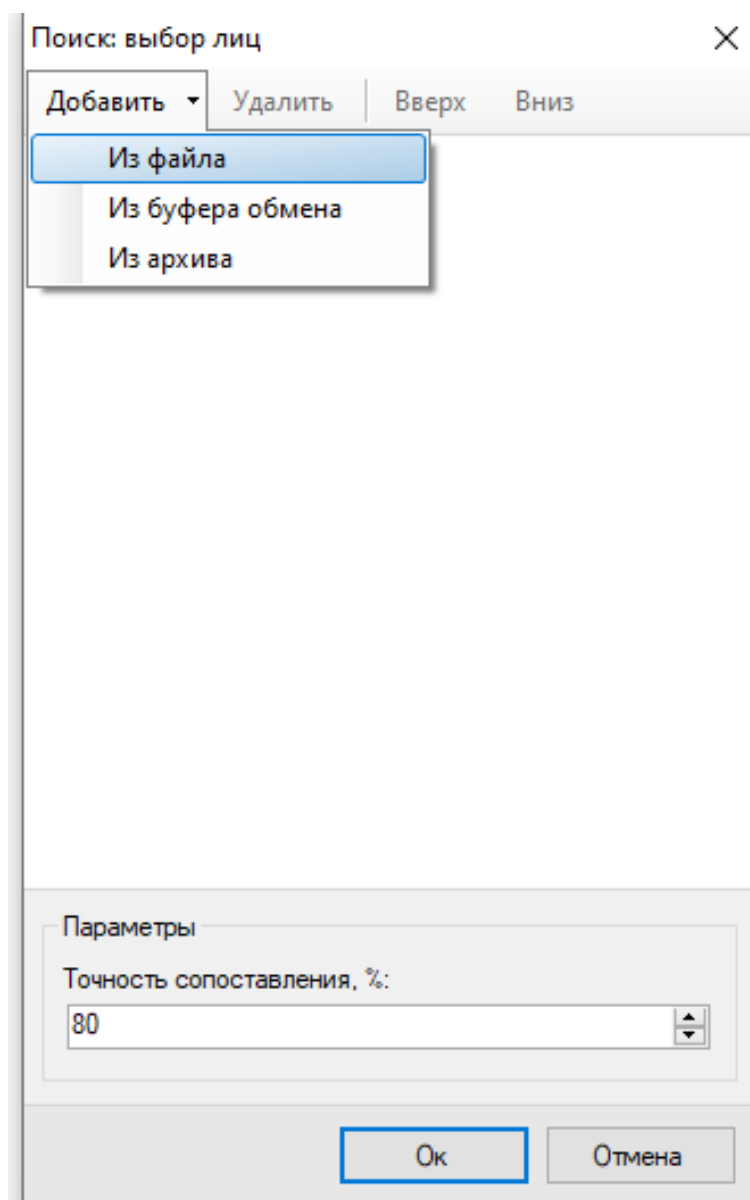 Поиск: выбор лиц
Добавить Удалить Вверх Вниз
Из файла
Из буфера обмена
Из архива
Параметры
Точность сопоставления, %:
80
Ок Отмена